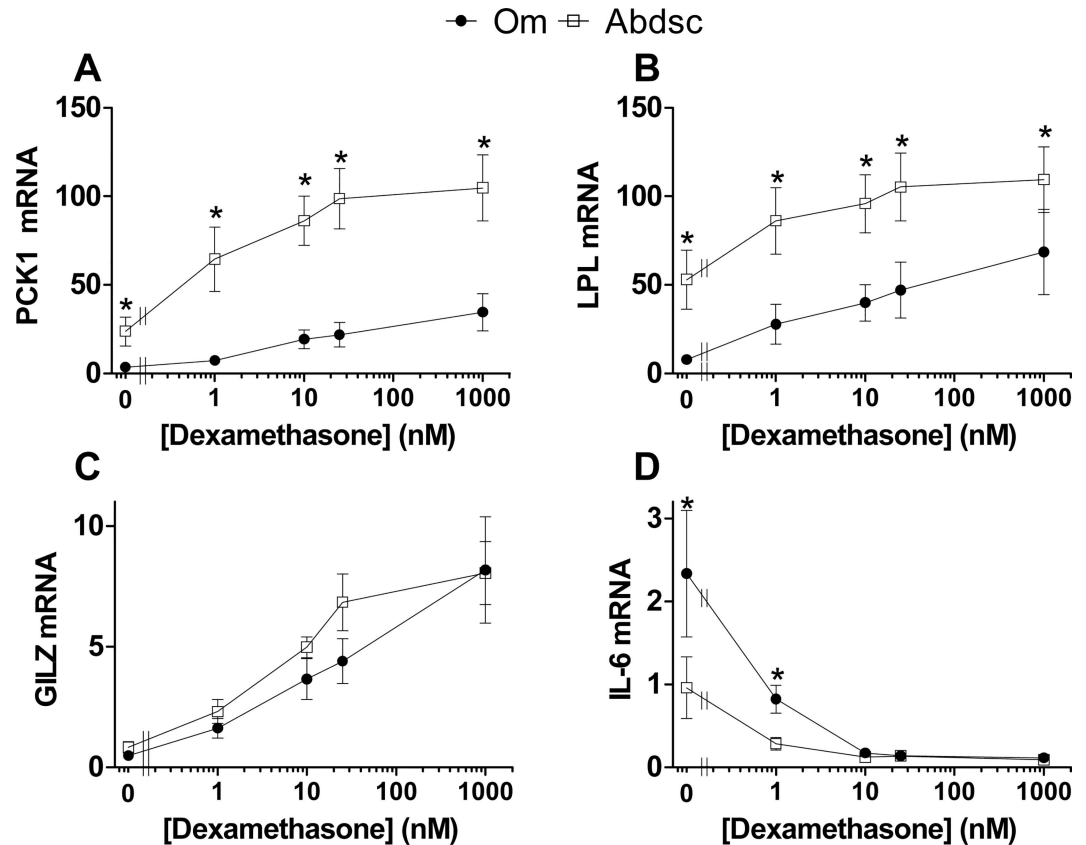 Om Abdsc
A
B
PCK1 mRNA
150
100
50
0
* * * * *
0 1 10 100 1000
[Dexamethasone] (nM)
LPL mRNA
150
100
50
0
* * * * *
0 1 10 100 1000
[Dexamethasone] (nM)
C
D
GILZ mRNA
10
5
0
0 1 10 100 1000
[Dexamethasone] (nM)
IL-6 mRNA
3
2
1
0
* *
0 1 10 100 1000
[Dexamethasone] (nM)